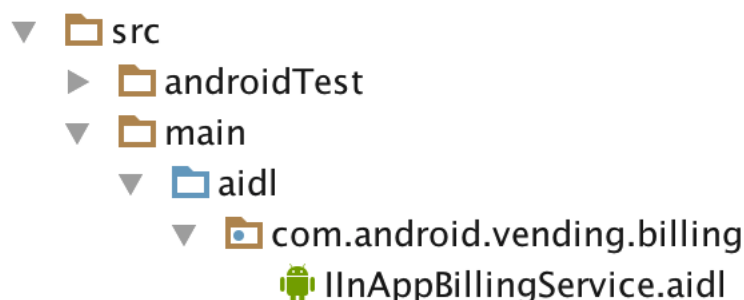 src
androidTest
main
aidl
com.android.vending.billing
IInAppBillingService.aidl